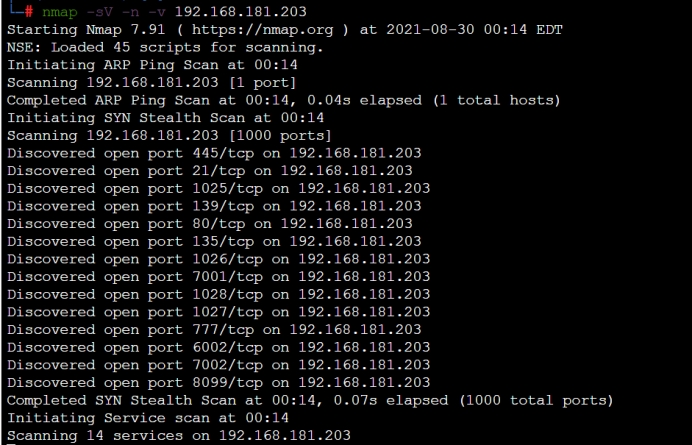 └─# nmap -sV -n -v 192.168.181.203
Starting Nmap 7.91 ( https://nmap.org ) at 2021-08-30 00:14 EDT
NSE: Loaded 45 scripts for scanning.
Initiating ARP Ping Scan at 00:14
Scanning 192.168.181.203 [1 port]
Completed ARP Ping Scan at 00:14, 0.04s elapsed (1 total hosts)
Initiating SYN Stealth Scan at 00:14
Scanning 192.168.181.203 [1000 ports]
Discovered open port 445/tcp on 192.168.181.203
Discovered open port 21/tcp on 192.168.181.203
Discovered open port 1025/tcp on 192.168.181.203
Discovered open port 139/tcp on 192.168.181.203
Discovered open port 80/tcp on 192.168.181.203
Discovered open port 135/tcp on 192.168.181.203
Discovered open port 1026/tcp on 192.168.181.203
Discovered open port 7001/tcp on 192.168.181.203
Discovered open port 1028/tcp on 192.168.181.203
Discovered open port 1027/tcp on 192.168.181.203
Discovered open port 777/tcp on 192.168.181.203
Discovered open port 6002/tcp on 192.168.181.203
Discovered open port 7002/tcp on 192.168.181.203
Discovered open port 8099/tcp on 192.168.181.203
Completed SYN Stealth Scan at 00:14, 0.07s elapsed (1000 total ports)
Initiating Service scan at 00:14
Scanning 14 services on 192.168.181.203